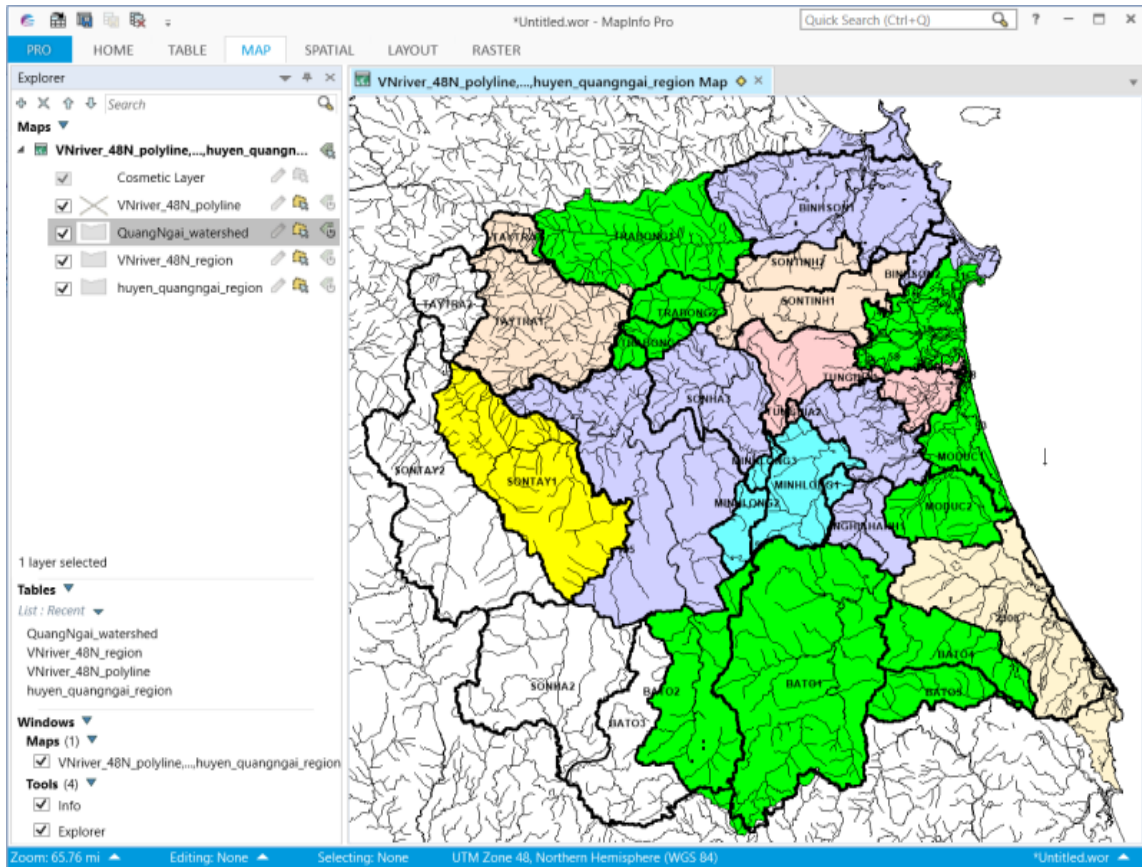 *Untitled.wor - MapInfo Pro
Quick Search (Ctrl+Q)
PRO HOME TABLE MAP SPATIAL LAYOUT RASTER
Explorer
VNriver_48N_polyline,...,huyen_quangngai_region Map
Search
Maps
VNriver_48N_polyline,...,huyen_quangn...
Cosmetic Layer
VNriver_48N_polyline
QuangNgai_watershed
VNriver_48N_region
huyen_quangngai_region
1 layer selected
Tables
List : Recent
QuangNgai_watershed
VNriver_48N_region
VNriver_48N_polyline
huyen_quangngai_region
Windows
Maps (1)
VNriver_48N_polyline,...,huyen_quangngai_region
Tools (4)
Info
Explorer
BINHSON1
TRABONG1
SONTINH2
TAYTRA2
SONTINH1
TRABONG2
TAYTRA1
SONHA3
MODUC1
SONTAY2
MINHLONG3
SONTAY1
MINHLONG1
MINHLONG2
MODUC2
NGHIAHANH1
BATO4
SONHA2
BATO2
BATO1
BATO5
BATO3
Zoom: 65.76 mi Editing: None Selecting: None UTM Zone 48, Northern Hemisphere (WGS 84) *Untitled.wor